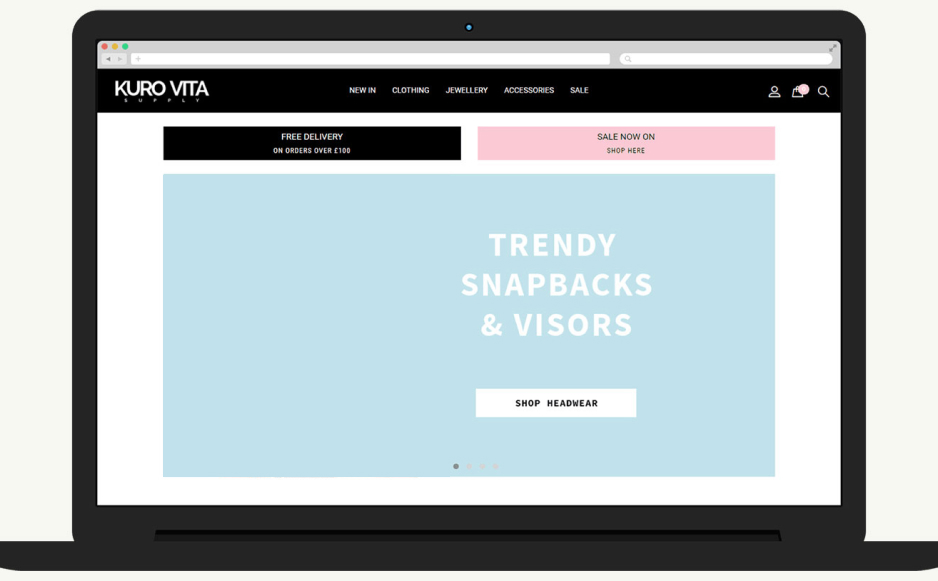 KURO VITA
SUPPLY
NEW IN CLOTHING JEWELLERY ACCESSORIES SALE
FREE DELIVERY
ON ORDERS OVER £100
SALE NOW ON
SHOP HERE
TRENDY
SNAPBACKS
& VISORS
SHOP HEADWEAR